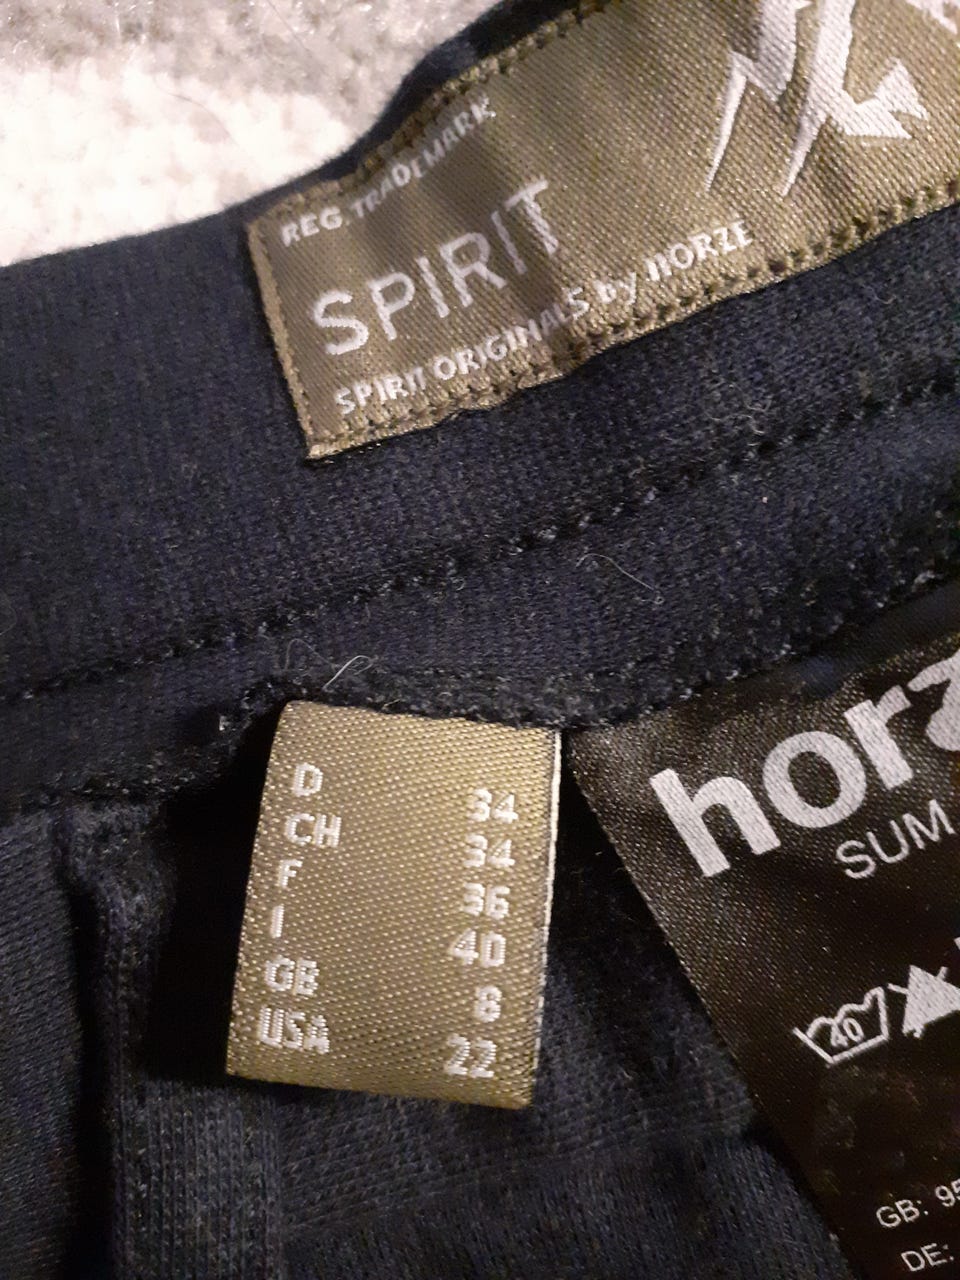 REG. TRADEMARK
SPIRIT
SPIRIT ORIGINALS by HORZE
D 34
CH 34
F 36
I 40
GB 8
USA 22
horz
SUM
40
GB: 95
DE: